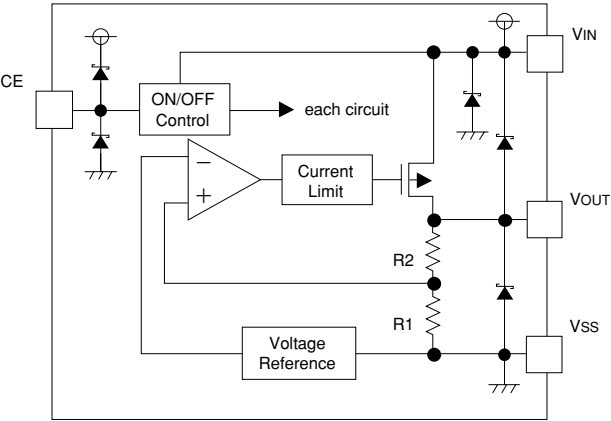 VIN
CE
ON/OFF
Control
each circuit
−
+
Current
Limit
VOUT
R2
R1
VSS
Voltage
Reference